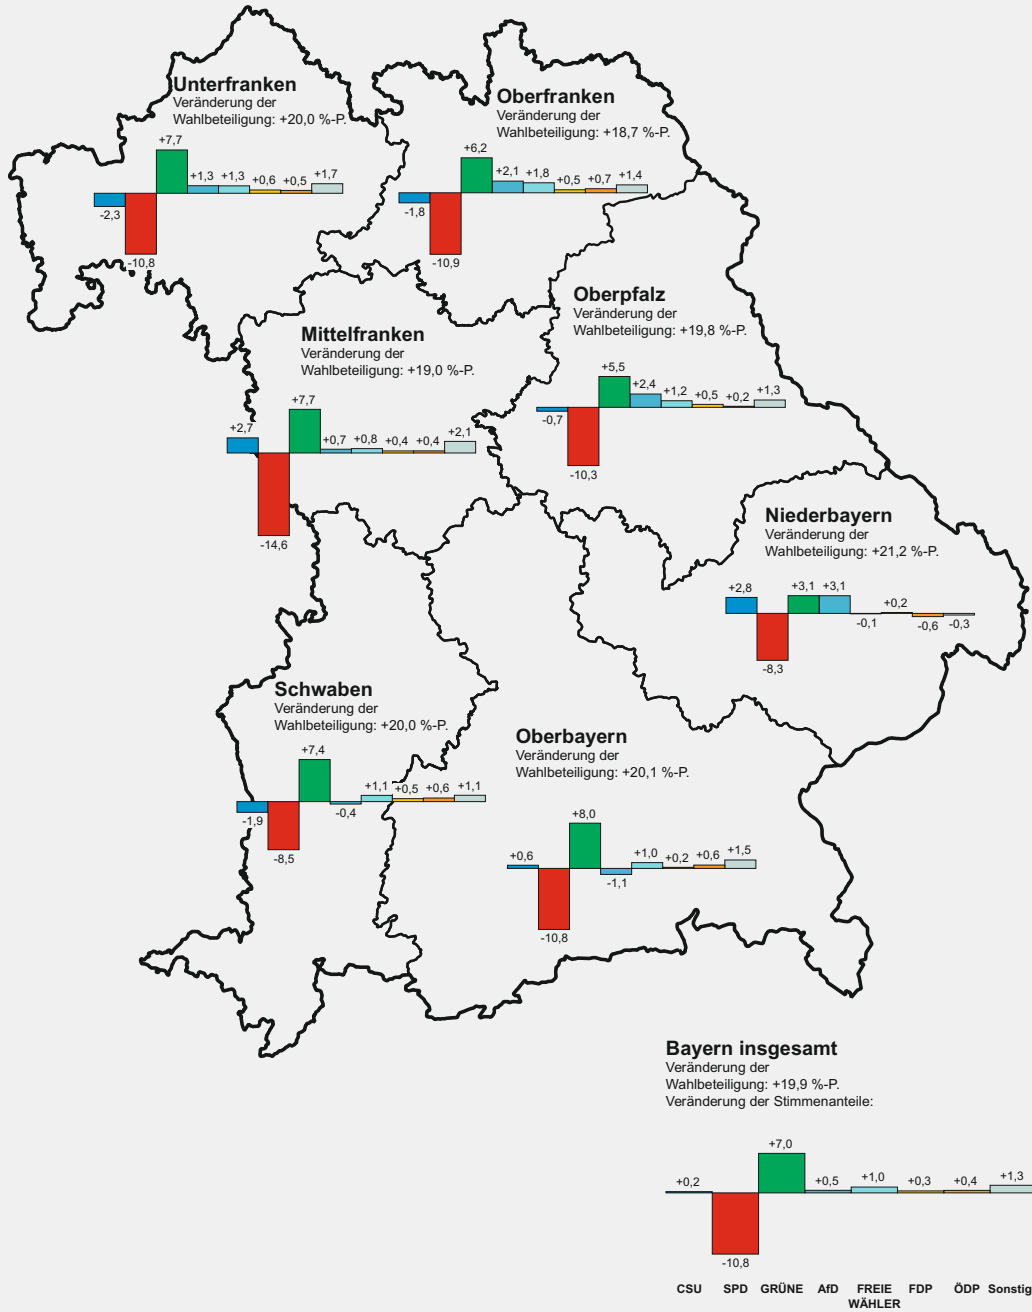 Unterfranken
Veränderung der
Wahlbeteiligung: +20,0 %-P.
+7,7
+1,3 +1,3 +0,6 +0,5 +1,7
-2,3
-10,8
Oberfranken
Veränderung der
Wahlbeteiligung: +18,7 %-P.
+6,2
+2,1 +1,8 +0,5 +0,7 +1,4
-1,8
-10,9
Oberpfalz
Veränderung der
Wahlbeteiligung: +19,8 %-P.
+5,5
+2,4 +1,2 +0,5 +0,2 +1,3
-0,7
-10,3
Mittelfranken
Veränderung der
Wahlbeteiligung: +19,0 %-P.
+7,7
+2,7 +0,7 +0,8 +0,4 +0,4 +2,1
-14,6
Niederbayern
Veränderung der
Wahlbeteiligung: +21,2 %-P.
+2,8 +3,1 +3,1 +0,2
-0,1 -0,6 -0,3
-8,3
Schwaben
Veränderung der
Wahlbeteiligung: +20,0 %-P.
+7,4
+1,1 +0,5 +0,6 +1,1
-1,9 -0,4
-8,5
Oberbayern
Veränderung der
Wahlbeteiligung: +20,1 %-P.
+8,0
+0,6 +1,0 +0,2 +0,6 +1,5
-1,1
-10,8
Bayern insgesamt
Veränderung der
Wahlbeteiligung: +19,9 %-P.
Veränderung der Stimmenanteile:
+7,0
+0,2 +0,5 +1,0 +0,3 +0,4 +1,3
-10,8
CSU SPD GRÜNE AfD FREIE FDP ÖDP Sonstig
WÄHLER